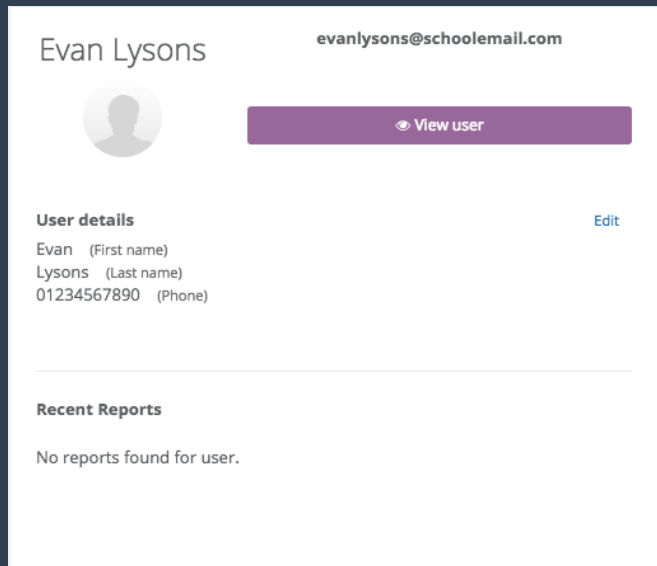 Evan Lysons
evanlysons@schoolemail.com
View user
User details
Edit
Evan (First name)
Lysons (Last name)
01234567890 (Phone)
Recent Reports
No reports found for user.